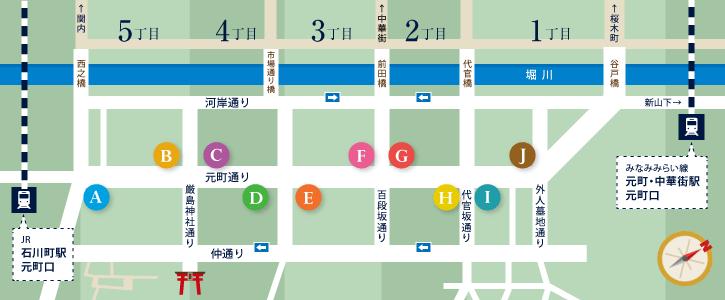 ↑関内
5丁目
4丁目
3丁目
↑中華街
2丁目
1丁目
↑桜木町
西之橋
市場通り橋
前田橋
代官橋
堀川
谷戸橋
河岸通り
新山下→
B
C
F
G
J
みなみみらい線
元町・中華街駅
元町口
元町通り
A
D
E
H
I
厳島神社通り
百段坂通り
代官坂通り
外人墓地通り
JR
石川町駅
元町口
仲通り
N